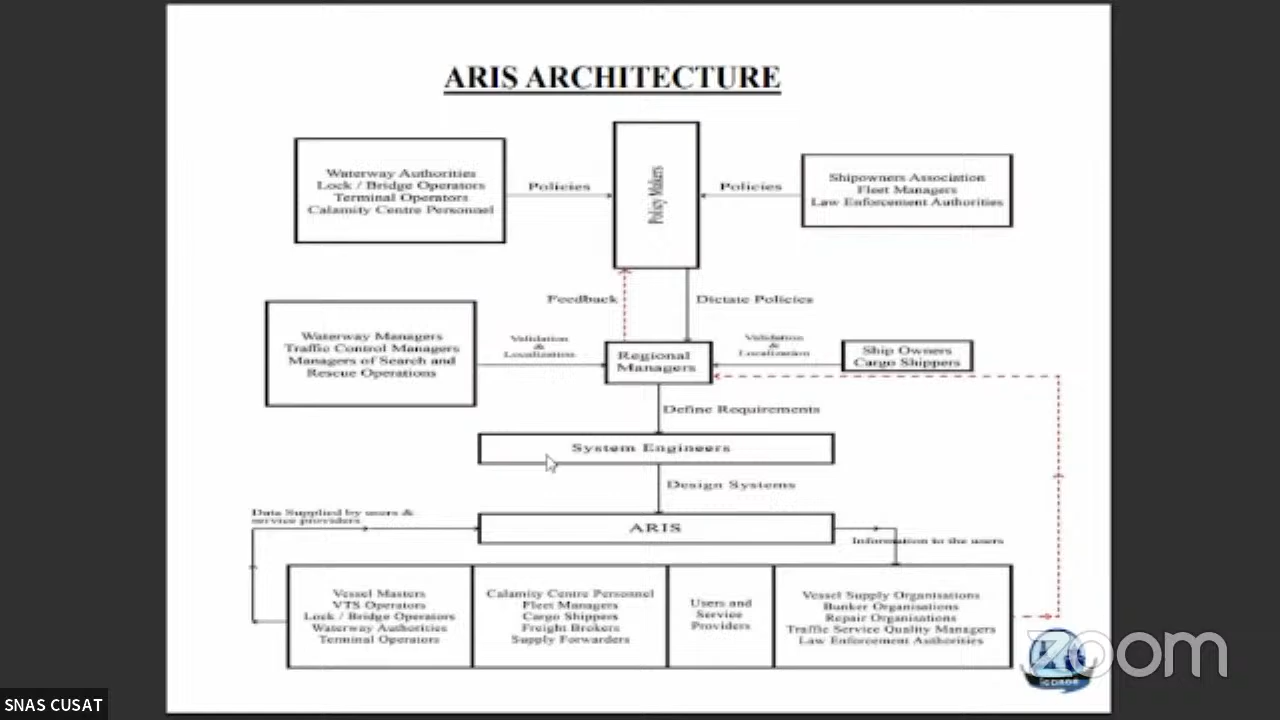 ARIS ARCHITECTURE
Waterway Authorities
Lock / Bridge Operators
Terminal Operators
Calamity Centre Personnel
Policies
Policy Makers
Policies
Shipowners Association
Fleet Managers
Law Enforcement Authorities
Feedback
Dictate Policies
Waterway Managers
Traffic Control Managers
Managers of Search and
Rescue Operations
Validation
&
Localization
Regional
Managers
Validation
&
Localization
Ship Owners
Cargo Shippers
Define Requirements
System Engineers
Design Systems
Data Supplied by users &
service providers
ARIS
Information to the users
Vessel Masters
VTS Operators
Lock / Bridge Operators
Waterway Authorities
Terminal Operators
Calamity Centre Personnel
Fleet Managers
Cargo Shippers
Freight Brokers
Supply Forwarders
Users and
Service
Providers
Vessel Supply Organisations
Bunker Organisations
Repair Organisations
Traffic Service Quality Managers
Law Enforcement Authorities
zoom
SNAS CUSAT